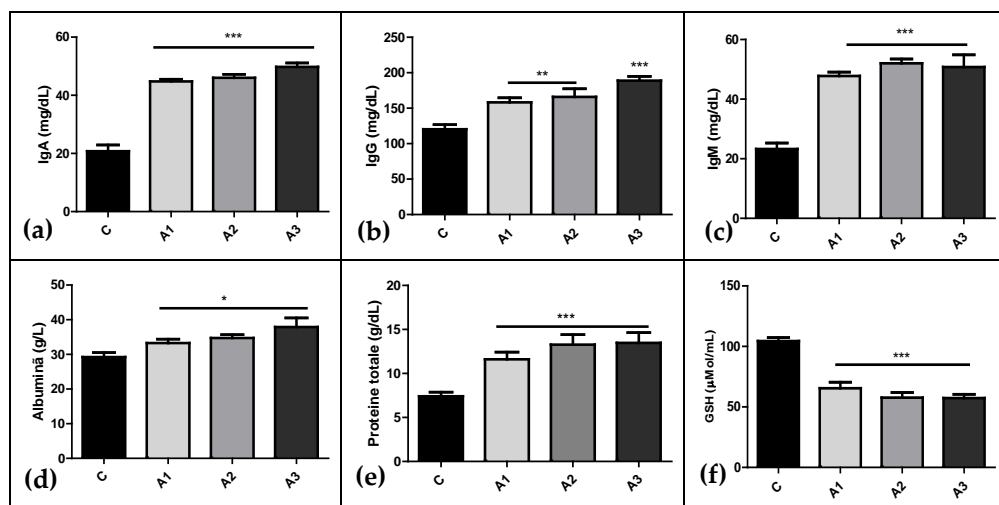 (a)
IgA (mg/dL)
60
40
20
0
***
C
A1
A2
A3
(b)
IgG (mg/dL)
250
200
150
100
50
0
**
***
C
A1
A2
A3
(c)
IgM (mg/dL)
60
40
20
0
***
C
A1
A2
A3
(d)
Albumină (g/L)
50
40
30
20
10
0
*
C
A1
A2
A3
(e)
Proteine totale (g/dL)
20
15
10
5
0
***
C
A1
A2
A3
(f)
GSH (µMol/mL)
150
100
50
0
***
C
A1
A2
A3